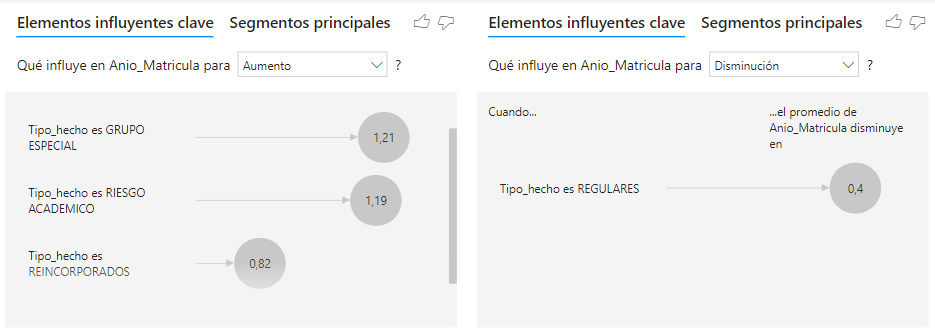 Elementos influyentes clave Segmentos principales
Qué influye en Anio_Matricula para Aumento ?
Tipo_hecho es GRUPO
ESPECIAL
1,21
Tipo_hecho es RIESGO
ACADEMICO
1,19
Tipo_hecho es
REINCORPORADOS
0,82
Elementos influyentes clave Segmentos principales
Qué influye en Anio_Matricula para Disminución ?
Cuando...
...el promedio de
Anio_Matricula disminuye
en
Tipo_hecho es REGULARES
0,4